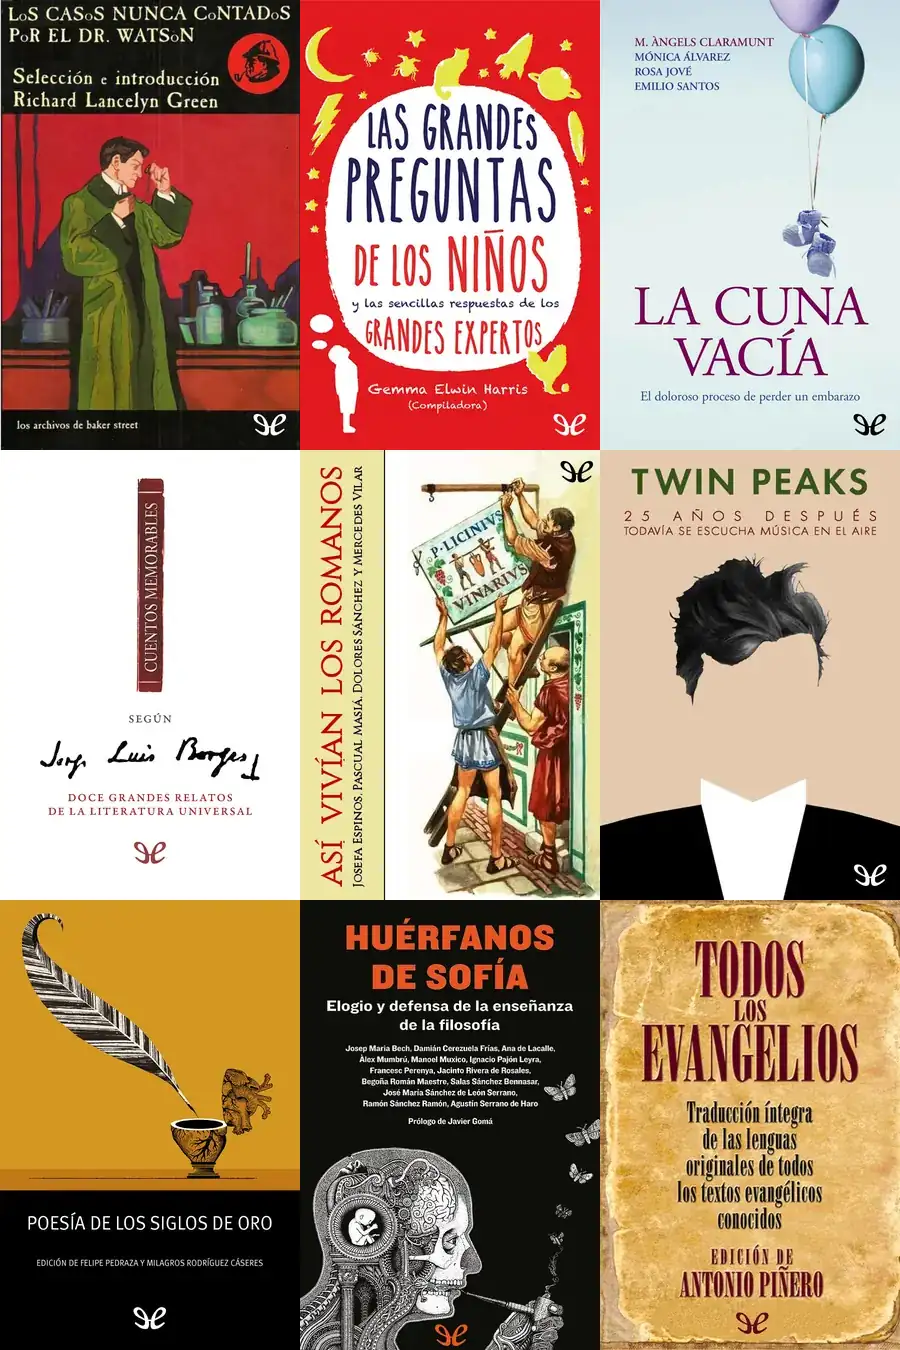 LoS CASoS NUNCA CoNTADoS
PoR EL DR. WATSoN
Selección e introducción
Richard Lancelyn Green
los archivos de baker street
LAS GRANDES
PREGUNTAS
DE LOS NIÑOS
y las sencillas respuestas de los
GRANDES EXPERTOS
Gemma Elwin Harris
(Compiladora)
M. ÀNGELS CLARAMUNT
MÓNICA ÁLVAREZ
ROSA JOVÉ
EMILIO SANTOS
LA CUNA
VACÍA
El doloroso proceso de perder un embarazo
CUENTOS MEMORABLES
SEGÚN
Jorge Luis Borges
DOCE GRANDES RELATOS
DE LA LITERATURA UNIVERSAL
ASÍ VIVÍAN LOS ROMANOS
JOSEFA ESPINOS, PASCUAL MASIÁ, DOLORES SÁNCHEZ Y MERCEDES VILAR
P. LICINIVS
VINARIVS
TWIN PEAKS
25 AÑOS DESPUÉS
TODAVÍA SE ESCUCHA MÚSICA EN EL AIRE
POESÍA DE LOS SIGLOS DE ORO
EDICIÓN DE FELIPE PEDRAZA Y MILAGROS RODRÍGUEZ CÁSERES
HUÉRFANOS
DE SOFÍA
Elogio y defensa de la enseñanza
de la filosofía
Josep Maria Bech, Damián Cerezuela Frías, Ana de Lacalle,
Àlex Mumbrú, Manoel Muxico, Ignacio Pajón Leyra,
Francesc Perenya, Jacinto Rivera de Rosales,
Begoña Román Maestre, Salas Sánchez Bennasar,
José María Sánchez de León Serrano,
Ramón Sánchez Ramón, Agustín Serrano de Haro
Prólogo de Javier Gomá
TODOS
LOS
EVANGELIOS
Traducción íntegra
de las lenguas
originales de todos
los textos evangélicos
conocidos
EDICIÓN DE
ANTONIO PIÑERO